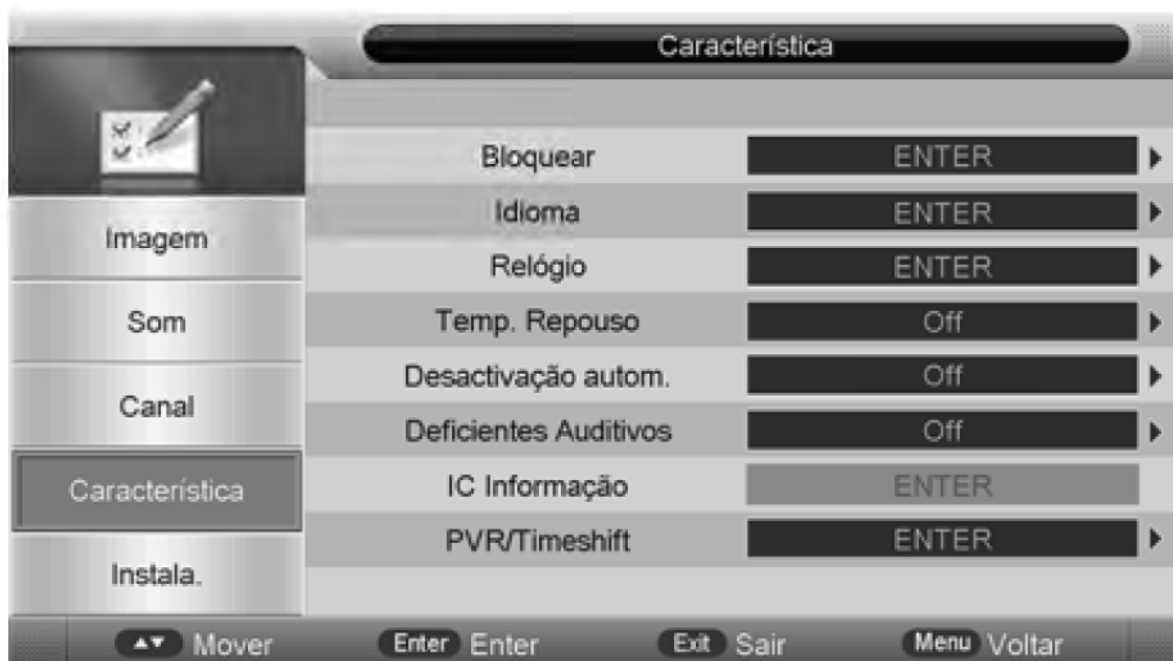 Característica
Bloquear ENTER
Idioma ENTER
Relógio ENTER
Temp. Repouso Off
Desactivação autom. Off
Deficientes Auditivos Off
IC Informação ENTER
PVR/Timeshift ENTER
Imagem
Som
Canal
Característica
Instala.
Mover Enter Enter Exit Sair Menu Voltar